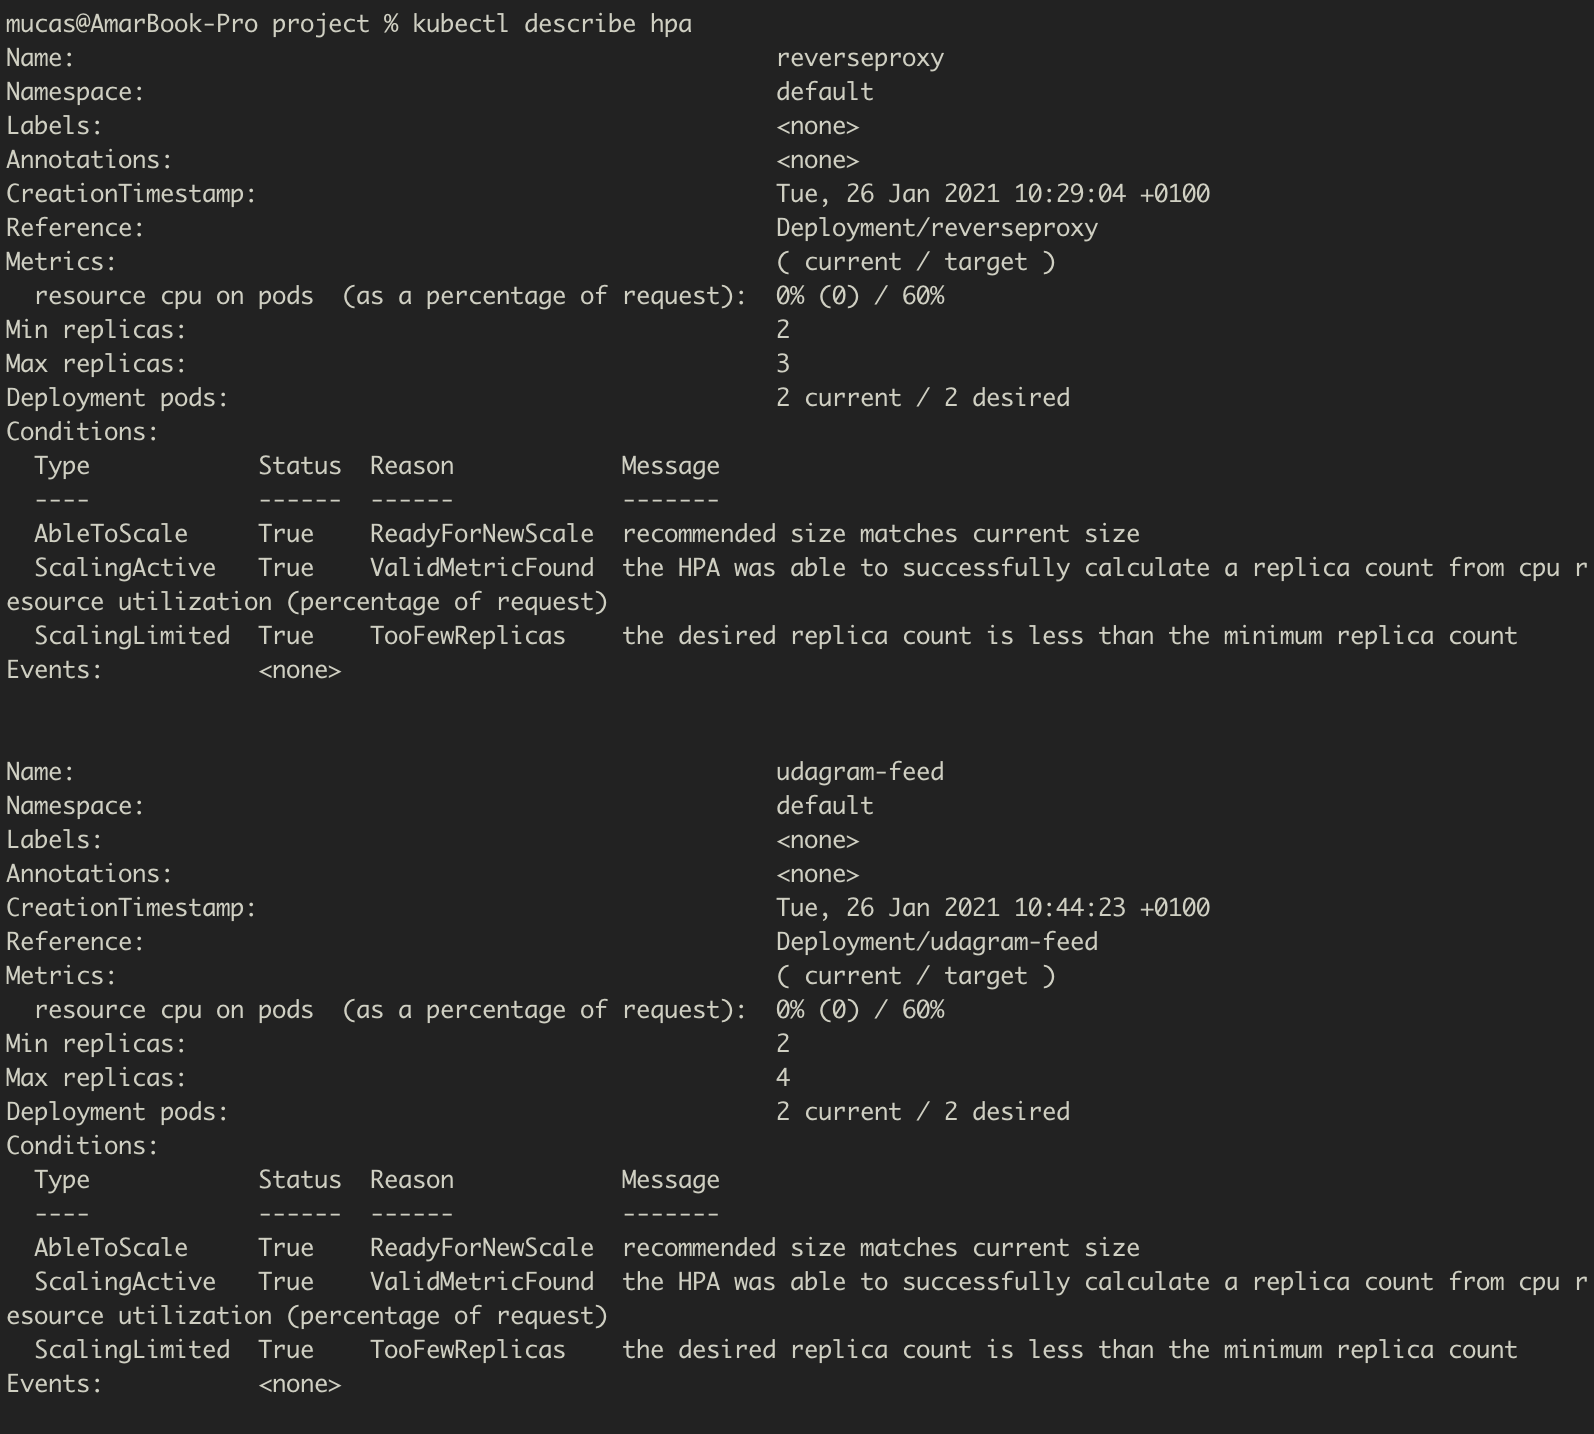 mucas@AmarBook-Pro project % kubectl describe hpa
Name:                                                  reverseproxy
Namespace:                                             default
Labels:                                                <none>
Annotations:                                           <none>
CreationTimestamp:                                     Tue, 26 Jan 2021 10:29:04 +0100
Reference:                                             Deployment/reverseproxy
Metrics:                                               ( current / target )
  resource cpu on pods  (as a percentage of request):  0% (0) / 60%
Min replicas:                                          2
Max replicas:                                          3
Deployment pods:                                       2 current / 2 desired
Conditions:
  Type            Status  Reason            Message
  ----            ------  ------            -------
  AbleToScale     True    ReadyForNewScale  recommended size matches current size
  ScalingActive   True    ValidMetricFound  the HPA was able to successfully calculate a replica count from cpu r
esource utilization (percentage of request)
  ScalingLimited  True    TooFewReplicas    the desired replica count is less than the minimum replica count
Events:           <none>
Name:                                                  udagram-feed
Namespace:                                             default
Labels:                                                <none>
Annotations:                                           <none>
CreationTimestamp:                                     Tue, 26 Jan 2021 10:44:23 +0100
Reference:                                             Deployment/udagram-feed
Metrics:                                               ( current / target )
  resource cpu on pods  (as a percentage of request):  0% (0) / 60%
Min replicas:                                          2
Max replicas:                                          4
Deployment pods:                                       2 current / 2 desired
Conditions:
  Type            Status  Reason            Message
  ----            ------  ------            -------
  AbleToScale     True    ReadyForNewScale  recommended size matches current size
  ScalingActive   True    ValidMetricFound  the HPA was able to successfully calculate a replica count from cpu r
esource utilization (percentage of request)
  ScalingLimited  True    TooFewReplicas    the desired replica count is less than the minimum replica count
Events:           <none>